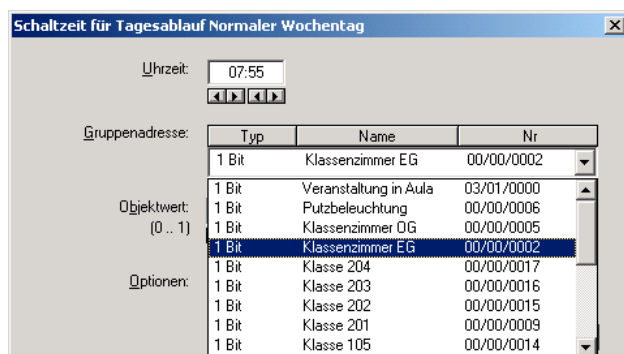 Schaltzeit für Tagesablauf Normaler Wochentag
Uhrzeit: 07:55
Gruppenadresse: Typ Name Nr
1 Bit Klassenzimmer EG 00/00/0002
1 Bit Veranstaltung in Aula 03/01/0000
Objektwert: 1 Bit Putzbeleuchtung 00/00/0006
(0 .. 1) 1 Bit Klassenzimmer OG 00/00/0005
1 Bit Klassenzimmer EG 00/00/0002
1 Bit Klasse 204 00/00/0017
Optionen: 1 Bit Klasse 203 00/00/0016
1 Bit Klasse 202 00/00/0015
1 Bit Klasse 201 00/00/0009
1 Bit Klasse 105 00/00/0014